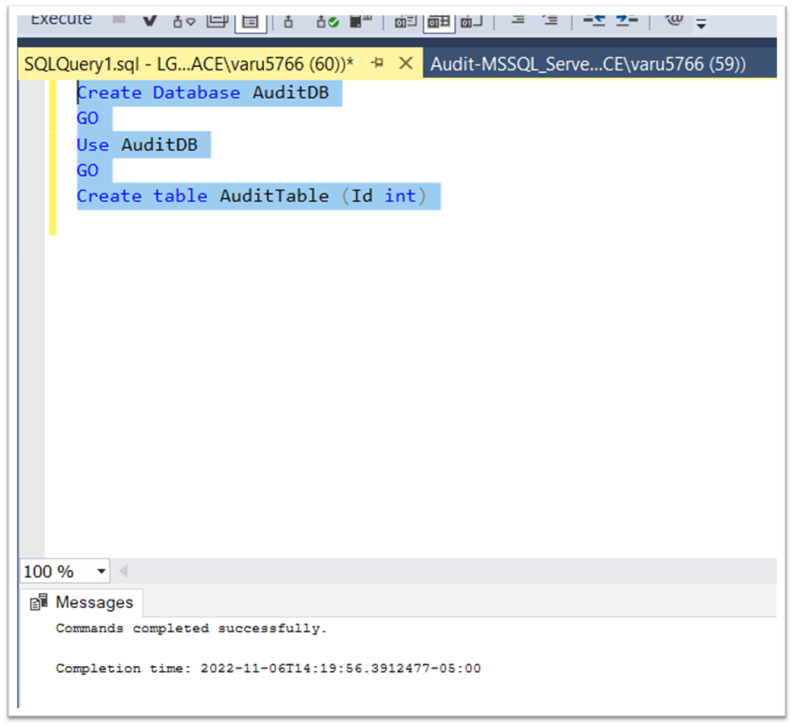 Execute
SQLQuery1.sql - LG...ACE\varu5766 (60))*
Audit-MSSQL_Serve...CE\varu5766 (59))
Create Database AuditDB
GO
Use AuditDB
GO
Create table AuditTable (Id int)
100 %
Messages
Commands completed successfully.
Completion time: 2022-11-06T14:19:56.3912477-05:00